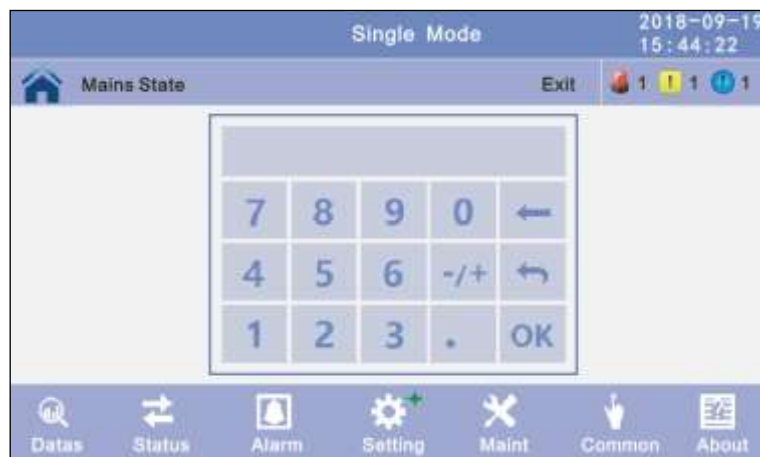 Single Mode
2018-09-19
15:44:22
Mains State
Exit
1
! 1
! 1
7 8 9 0 ←
4 5 6 -/+
1 2 3 . OK
Datas Status Alarm Setting Maint Common About